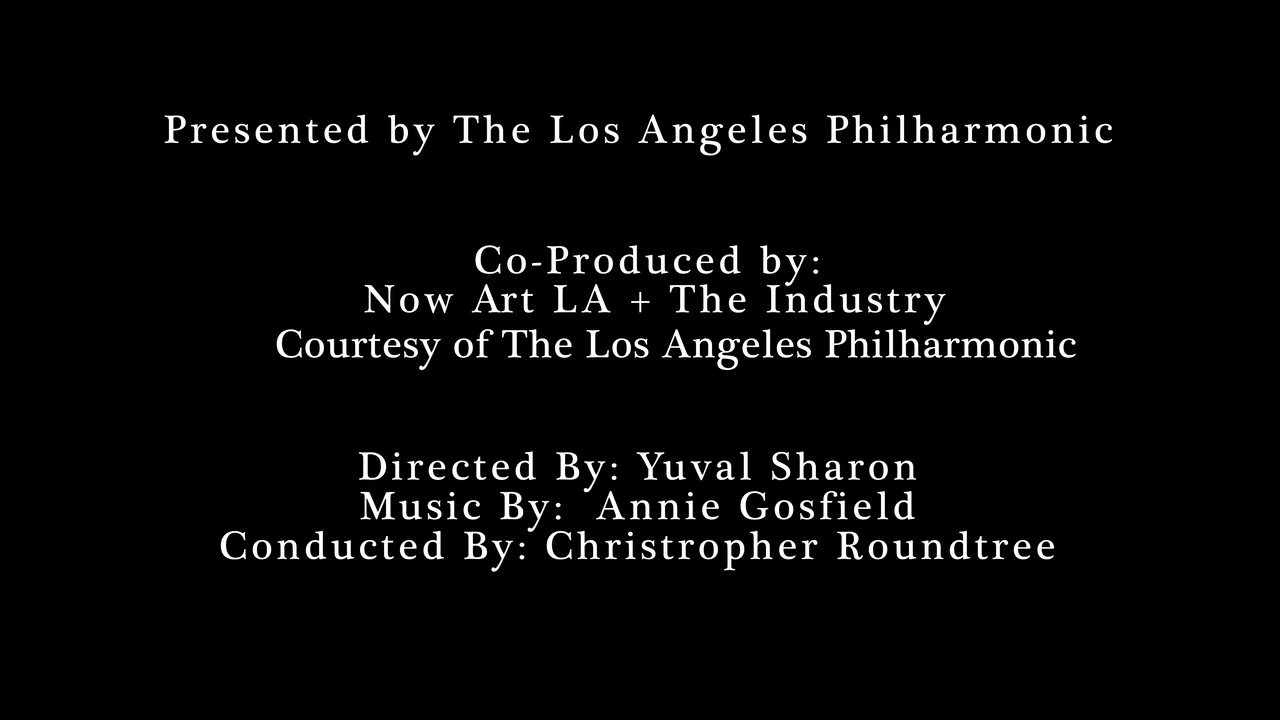 Presented by The Los Angeles Philharmonic
Co-Produced by:
Now Art LA + The Industry
Courtesy of The Los Angeles Philharmonic
Directed By: Yuval Sharon
Music By:  Annie Gosfield
Conducted By: Christropher Roundtree